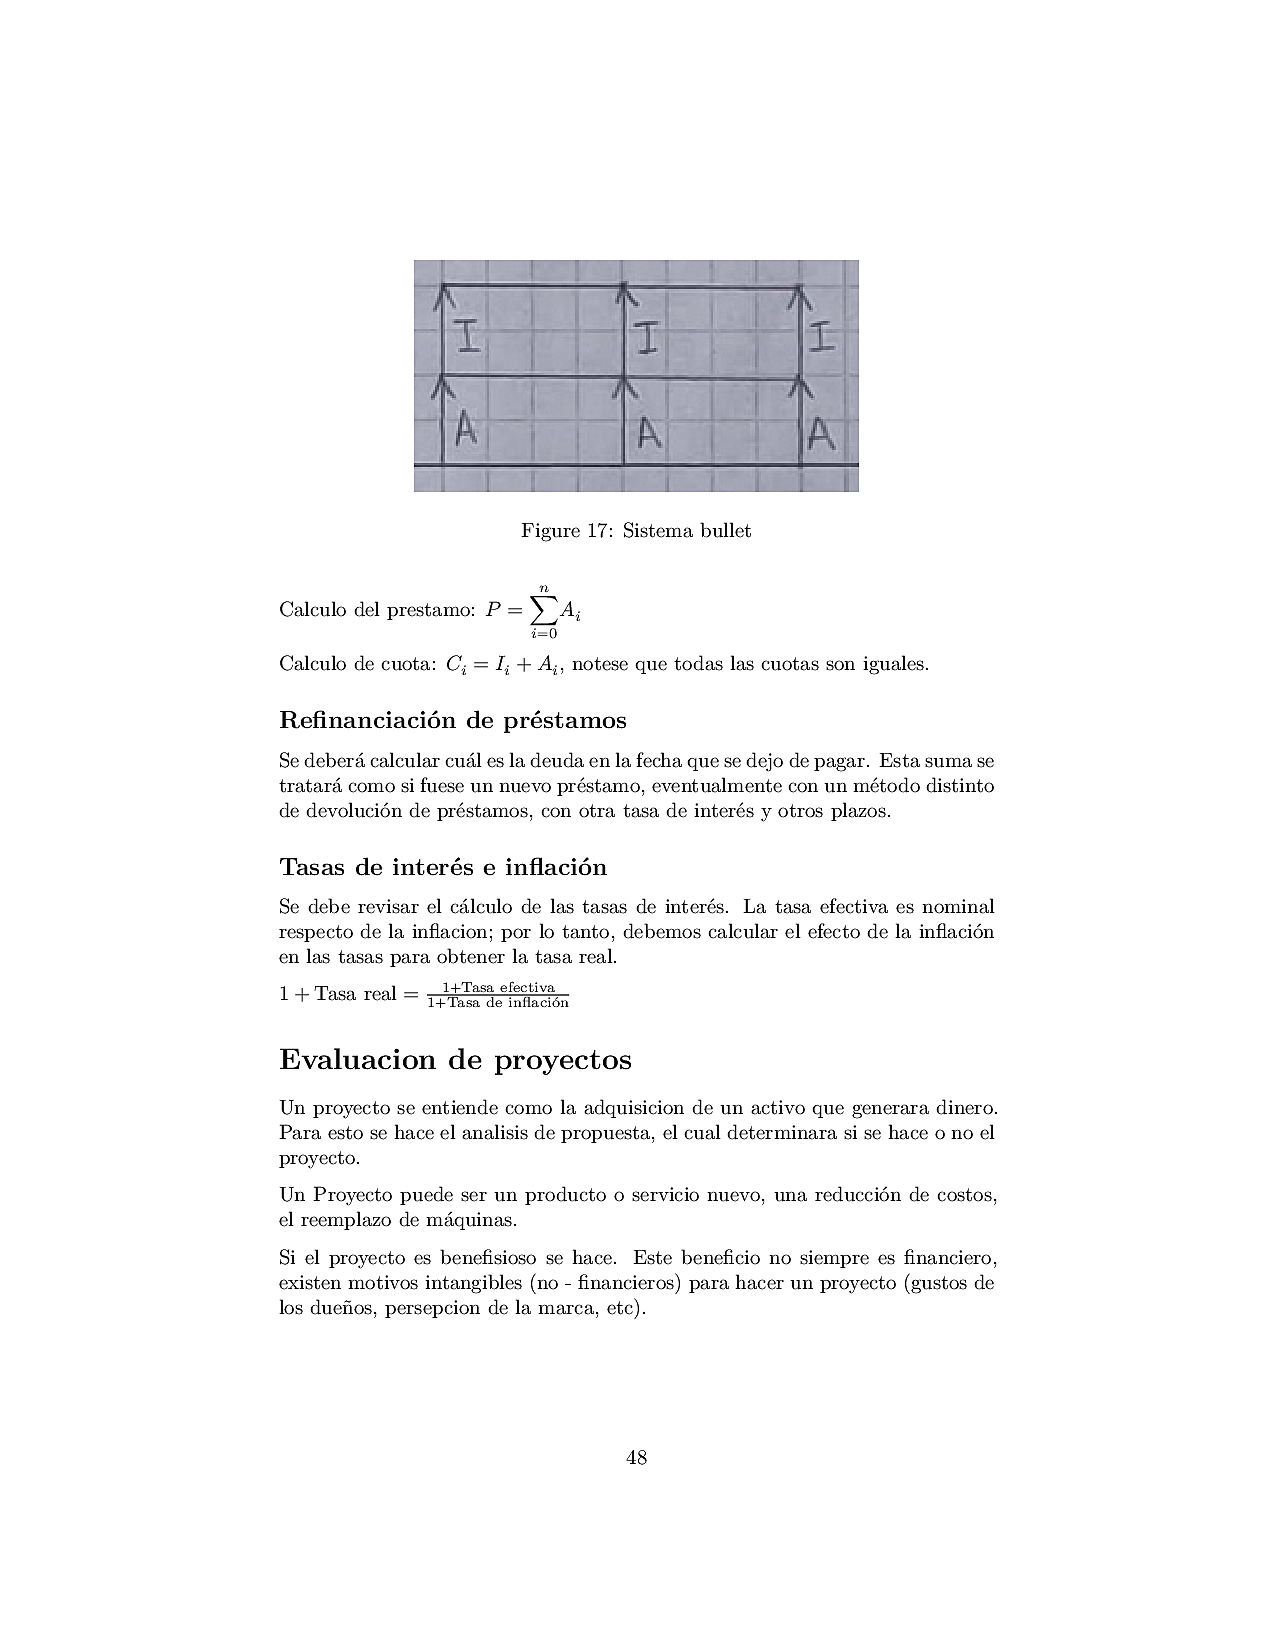 I I I
A A A
Figure 17: Sistema bullet
Calculo del prestamo: P = \sum_{i=0}^{n} A_i
Calculo de cuota: C_i = I_i + A_i, notese que todas las cuotas son iguales.
Refinanciación de préstamos
Se deberá calcular cuál es la deuda en la fecha que se dejo de pagar. Esta suma se
tratará como si fuese un nuevo préstamo, eventualmente con un método distinto
de devolución de préstamos, con otra tasa de interés y otros plazos.
Tasas de interés e inflación
Se debe revisar el cálculo de las tasas de interés. La tasa efectiva es nominal
respecto de la inflacion; por lo tanto, debemos calcular el efecto de la inflación
en las tasas para obtener la tasa real.
1 + Tasa real = \frac{1+Tasa efectiva}{1+Tasa de inflación}
Evaluacion de proyectos
Un proyecto se entiende como la adquisicion de un activo que generara dinero.
Para esto se hace el analisis de propuesta, el cual determinara si se hace o no el
proyecto.
Un Proyecto puede ser un producto o servicio nuevo, una reducción de costos,
el reemplazo de máquinas.
Si el proyecto es benefisioso se hace. Este beneficio no siempre es financiero,
existen motivos intangibles (no - financieros) para hacer un proyecto (gustos de
los dueños, persepcion de la marca, etc).
48